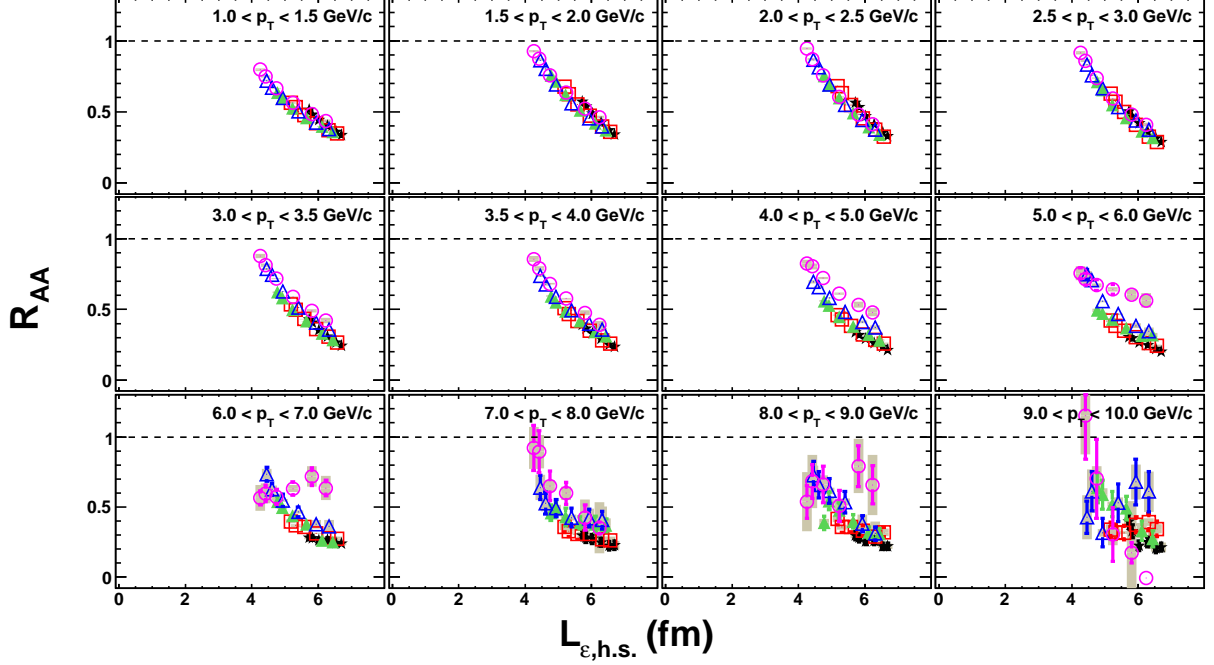 1.0 < p_T < 1.5 GeV/c
1.5 < p_T < 2.0 GeV/c
2.0 < p_T < 2.5 GeV/c
2.5 < p_T < 3.0 GeV/c
1
0.5
0
3.0 < p_T < 3.5 GeV/c
3.5 < p_T < 4.0 GeV/c
4.0 < p_T < 5.0 GeV/c
5.0 < p_T < 6.0 GeV/c
1
0.5
0
R_AA
6.0 < p_T < 7.0 GeV/c
7.0 < p_T < 8.0 GeV/c
8.0 < p_T < 9.0 GeV/c
9.0 < p_T < 10.0 GeV/c
1
0.5
0
0 2 4 6 0 2 4 6 0 2 4 6 0 2 4 6
L_ε,h.s. (fm)